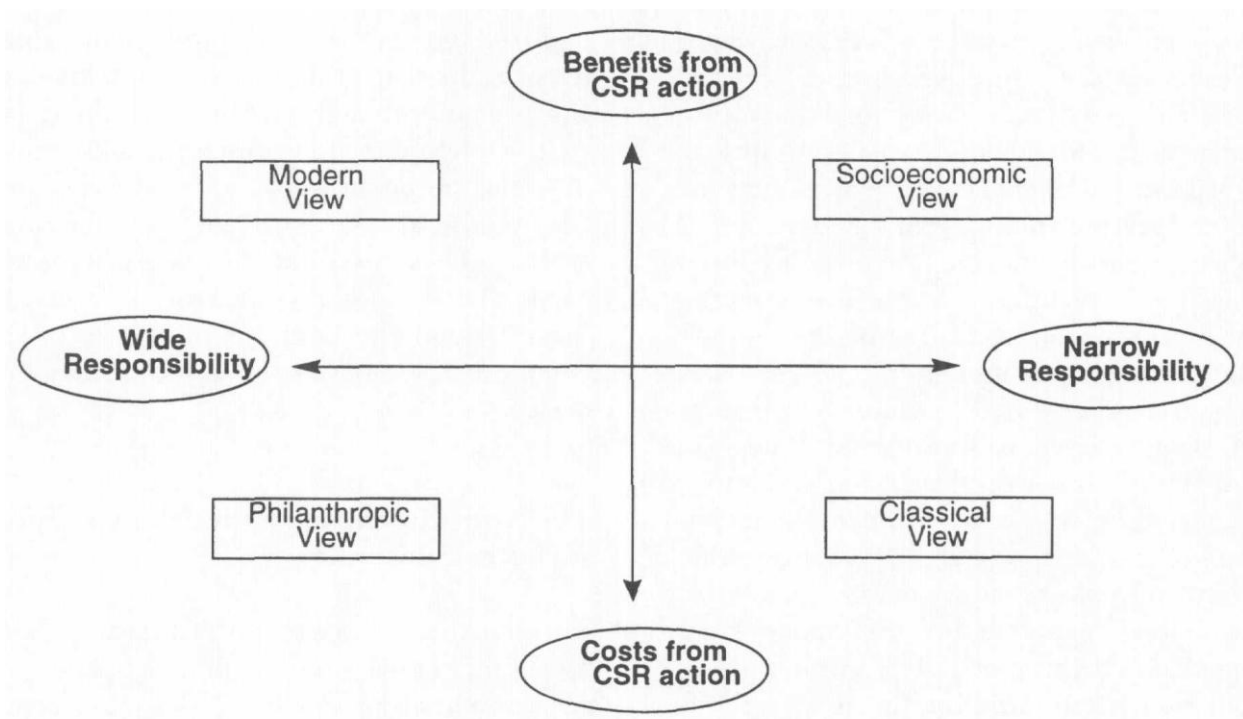 Benefits from
CSR action
Modern
View
Socioeconomic
View
Wide
Responsibility
Narrow
Responsibility
Philanthropic
View
Classical
View
Costs from
CSR action